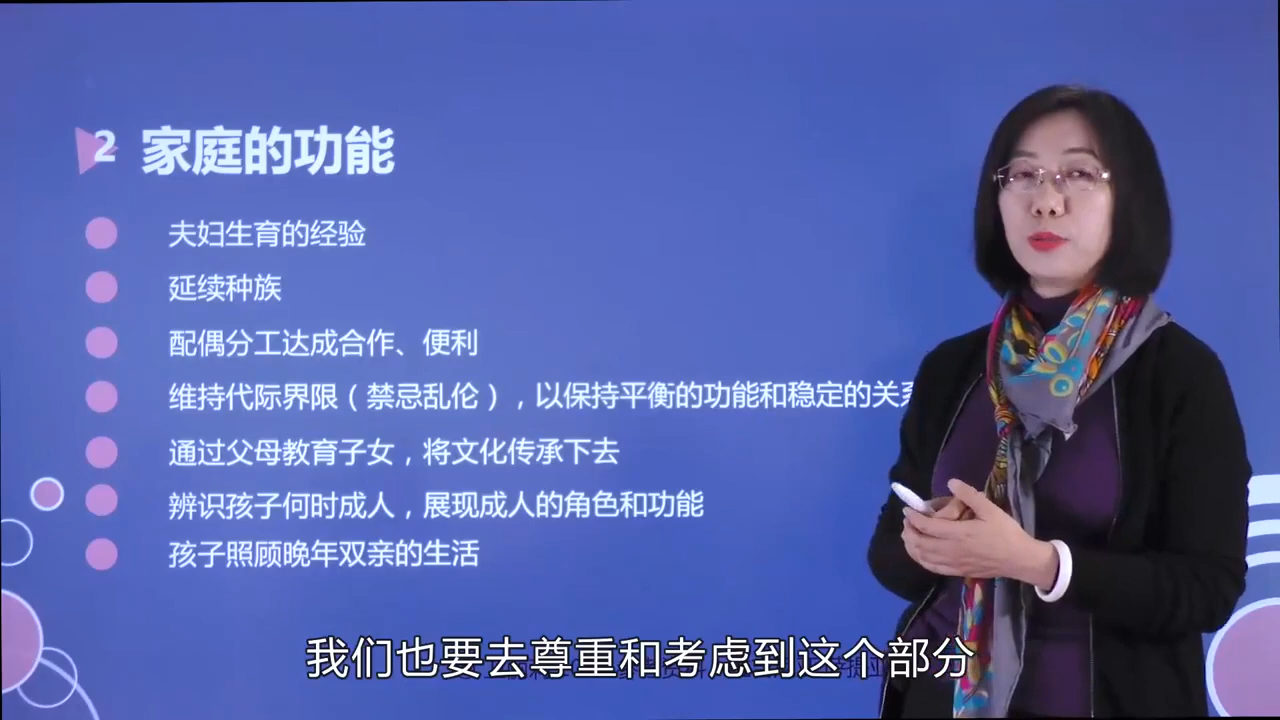 2 家庭的功能
夫妇生育的经验
延续种族
配偶分工达成合作、便利
维持代际界限（禁忌乱伦），以保持平衡的功能和稳定的关系
通过父母教育子女，将文化传承下去
辨识孩子何时成人，展现成人的角色和功能
孩子照顾晚年双亲的生活
我们也要去尊重和考虑到这个部分